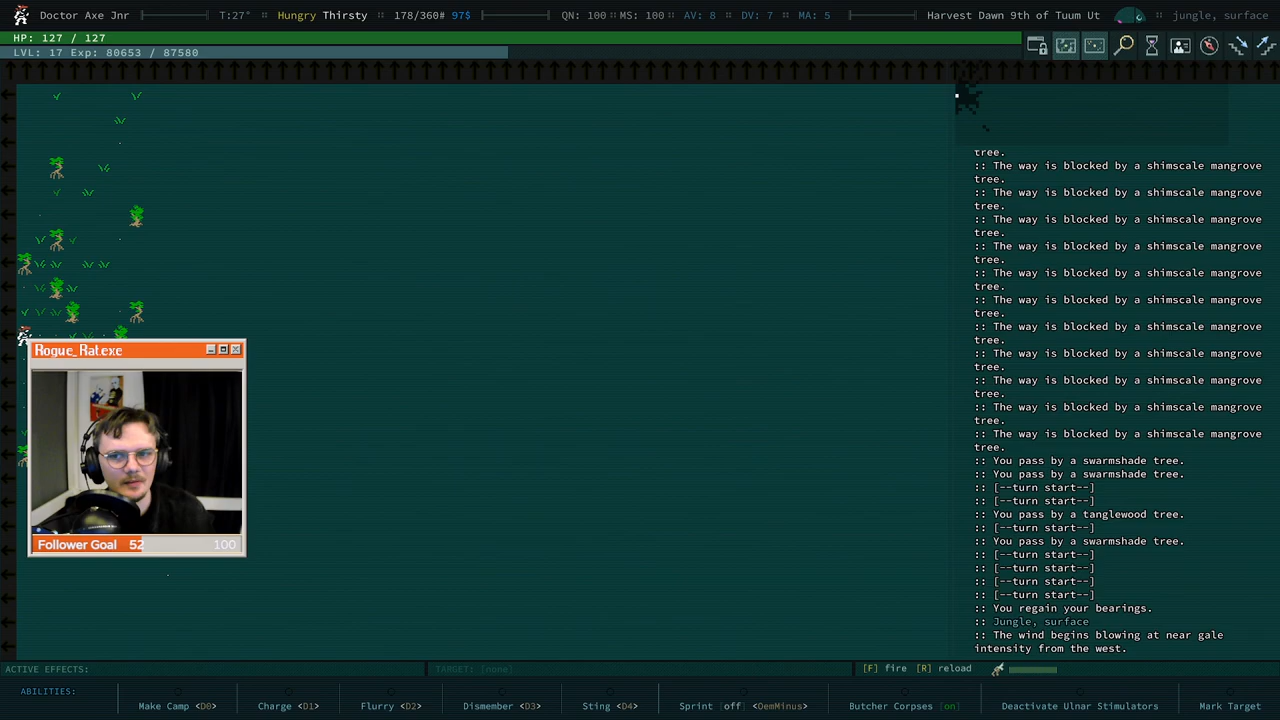 Doctor Axe Jnr
T:27° :: Hungry Thirsty 178/360# 97$
QN: 100 :: MS: 100 :: AV: 8 :: DV: 7 :: MA: 5
Harvest Dawn 9th of Tuum Ut :: jungle, surface
HP: 127 / 127
LVL: 17 Exp: 80653 / 87580
tree.
:: The way is blocked by a shimscale mangrove
tree.
:: The way is blocked by a shimscale mangrove
tree.
:: The way is blocked by a shimscale mangrove
tree.
:: The way is blocked by a shimscale mangrove
tree.
:: The way is blocked by a shimscale mangrove
tree.
:: The way is blocked by a shimscale mangrove
tree.
:: The way is blocked by a shimscale mangrove
tree.
:: The way is blocked by a shimscale mangrove
tree.
:: The way is blocked by a shimscale mangrove
tree.
:: The way is blocked by a shimscale mangrove
tree.
:: The way is blocked by a shimscale mangrove
tree.
:: You pass by a swarmshade tree.
:: You pass by a swarmshade tree.
:: [--turn start--]
:: [--turn start--]
:: You pass by a tanglewood tree.
:: [--turn start--]
:: You pass by a swarmshade tree.
:: [--turn start--]
:: [--turn start--]
:: [--turn start--]
:: [--turn start--]
:: You regain your bearings.
:: Jungle, surface
:: The wind begins blowing at near gale
intensity from the west.
Rogue_Rat.exe
Follower Goal 52 100
ACTIVE EFFECTS:
TARGET: [none]
[F] fire [R] reload
ABILITIES:
Make Camp <D0>
Charge <D1>
Flurry <D2>
Dismember <D3>
Sting <D4>
Sprint [off] <OemMinus>
Butcher Corpses [on]
Deactivate Ulnar Stimulators
Mark Target